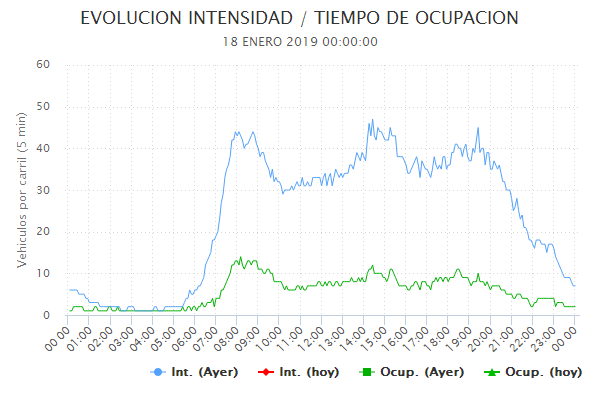 EVOLUCION INTENSIDAD / TIEMPO DE OCUPACION
18 ENERO 2019 00:00:00
Vehiculos por carril (5 min)
60
50
40
30
20
10
0
00:00 01:00 02:00 03:00 04:00 05:00 06:00 07:00 08:00 09:00 10:00 11:00 12:00 13:00 14:00 15:00 16:00 17:00 18:00 19:00 20:00 21:00 22:00 23:00 00:00
Int. (Ayer) Int. (hoy) Ocup. (Ayer) Ocup. (hoy)